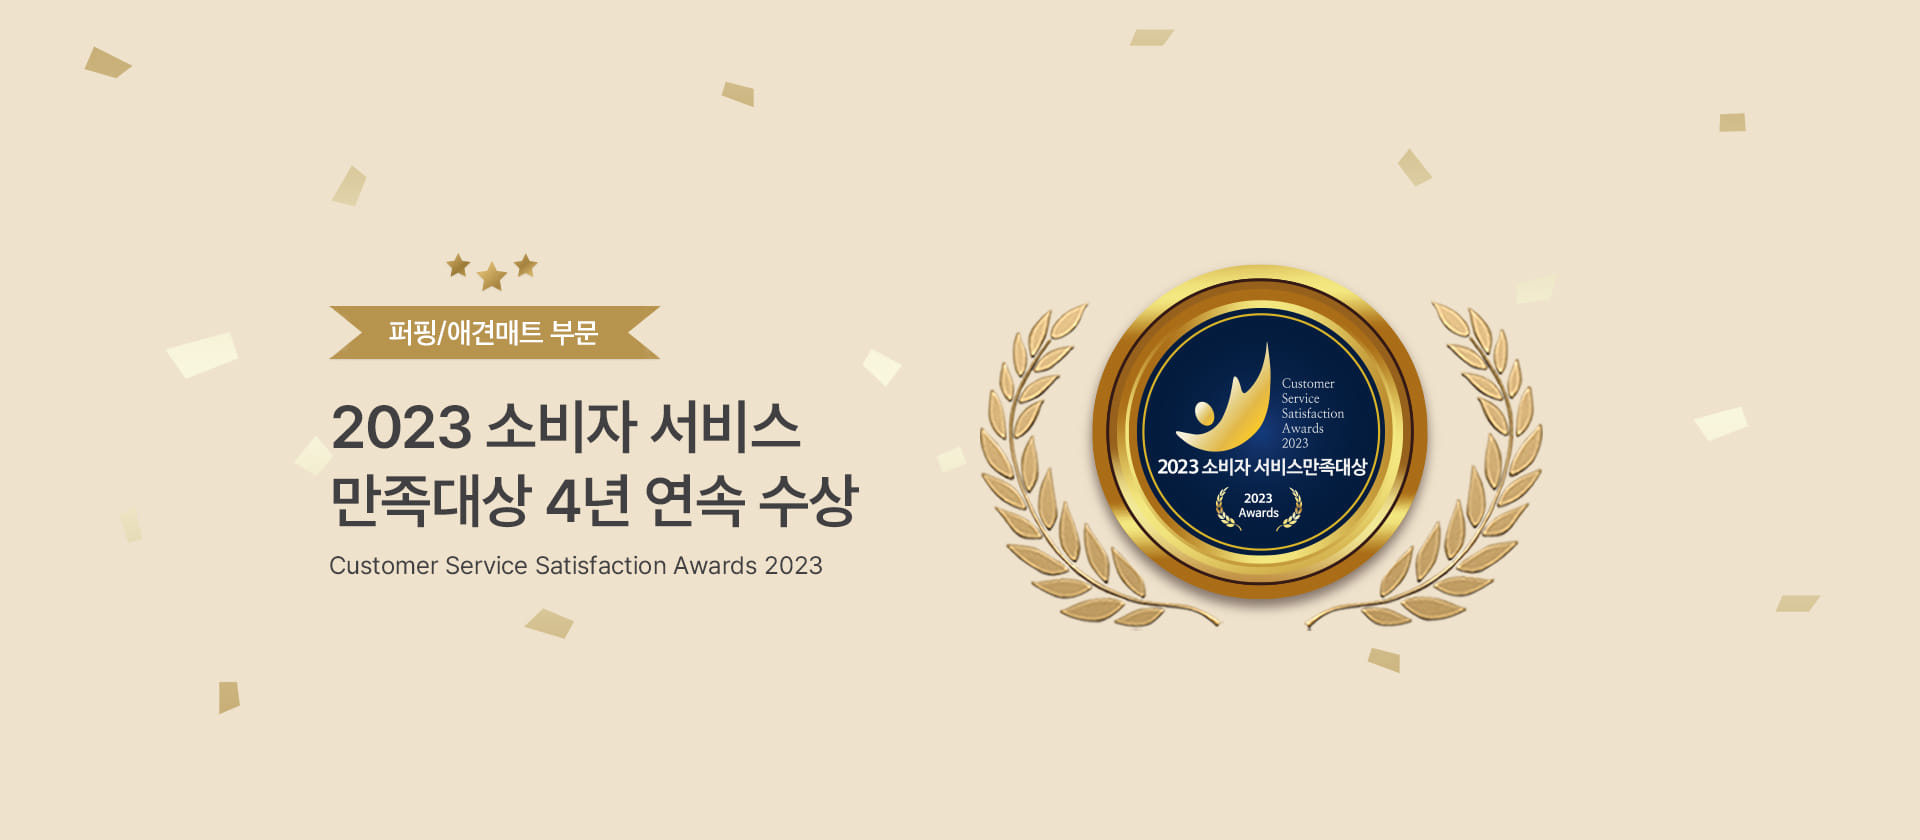 퍼핑/애견매트 부문
2023 소비자 서비스
만족대상 4년 연속 수상
Customer Service Satisfaction Awards 2023
Customer
Service
Satisfaction
Awards
2023
2023 소비자 서비스만족대상
2023
Awards